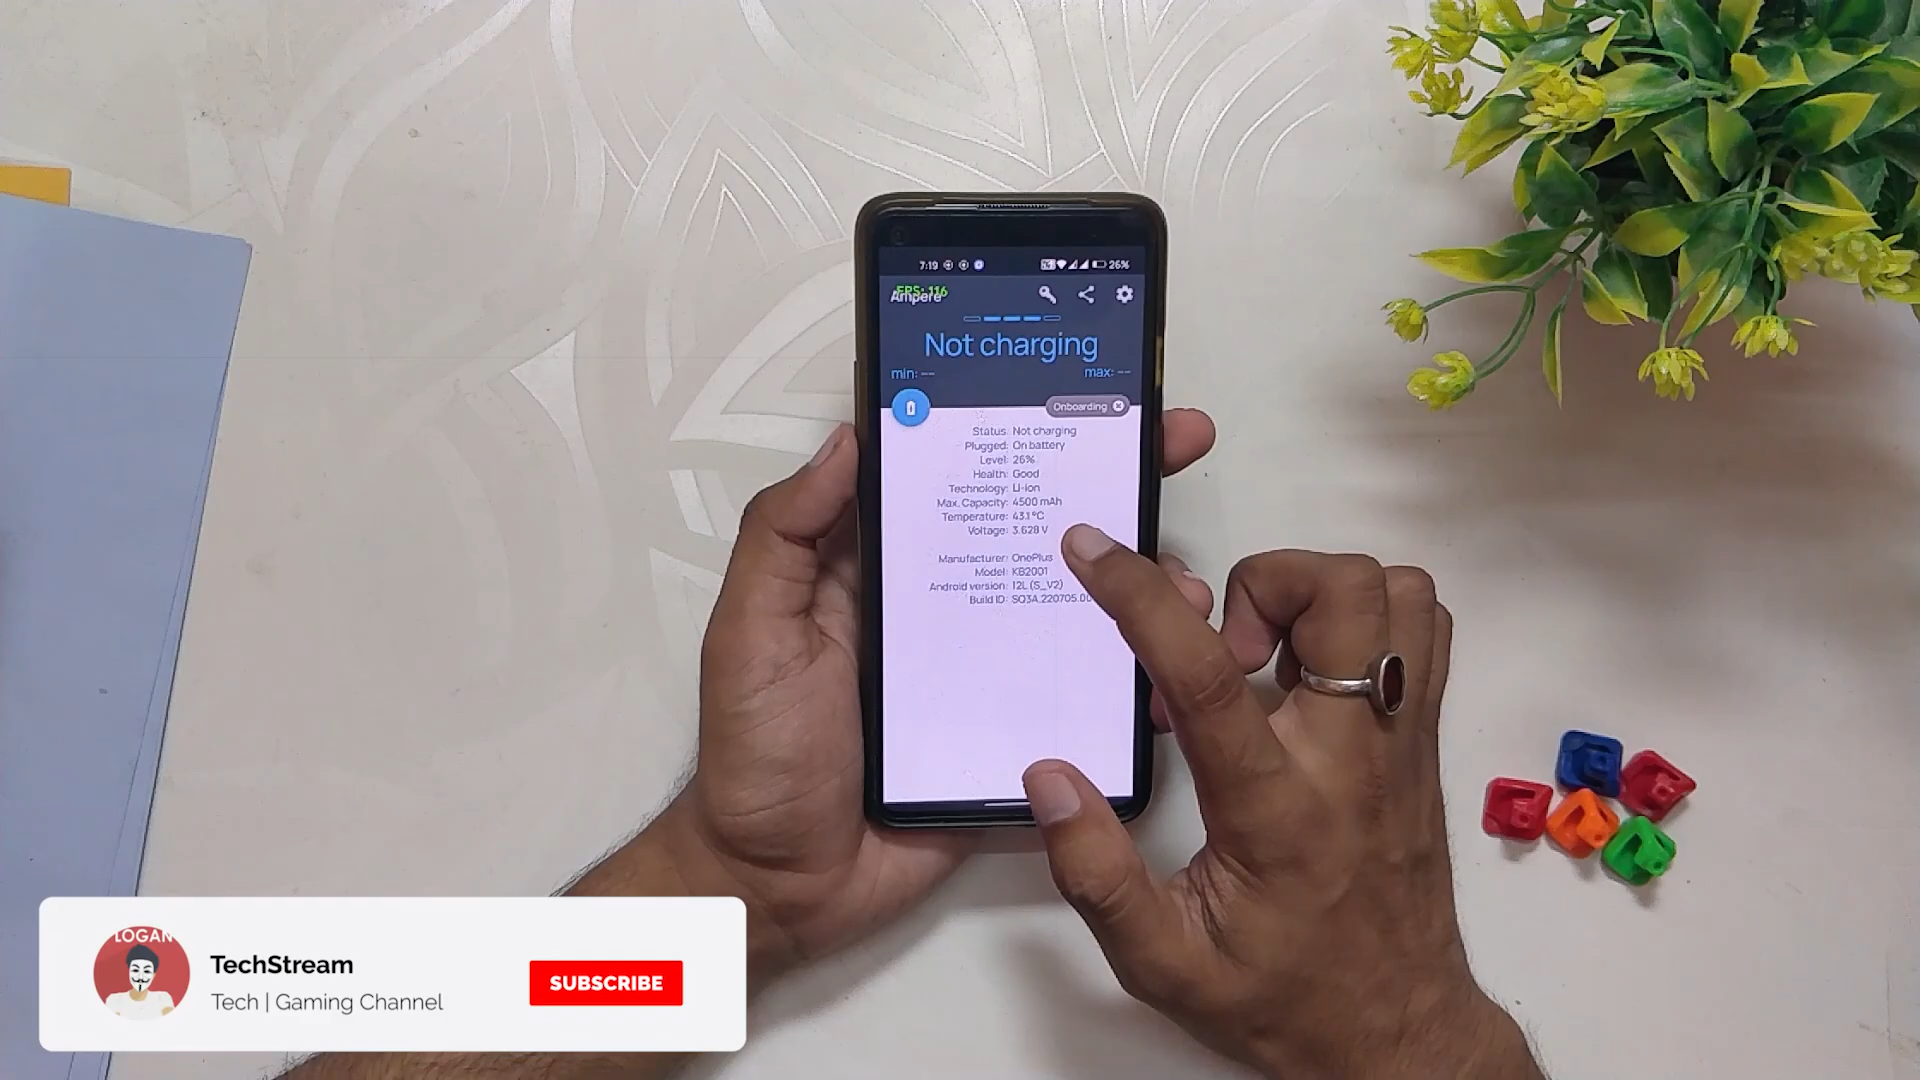 7:19
26%
FPS: 116
Ampere
Not charging
min: --
max: --
Onboarding
Status: Not charging
Plugged: On battery
Level: 26%
Health: Good
Technology: Li-ion
Max. Capacity: 4500 mAh
Temperature: 43.1°C
Voltage: 3.628 V
Manufacturer: OnePlus
Model: KB2001
Android version: 12L (S_V2)
Build ID: SQ3A.220705.00
LOGAN
TechStream
Tech | Gaming Channel
SUBSCRIBE